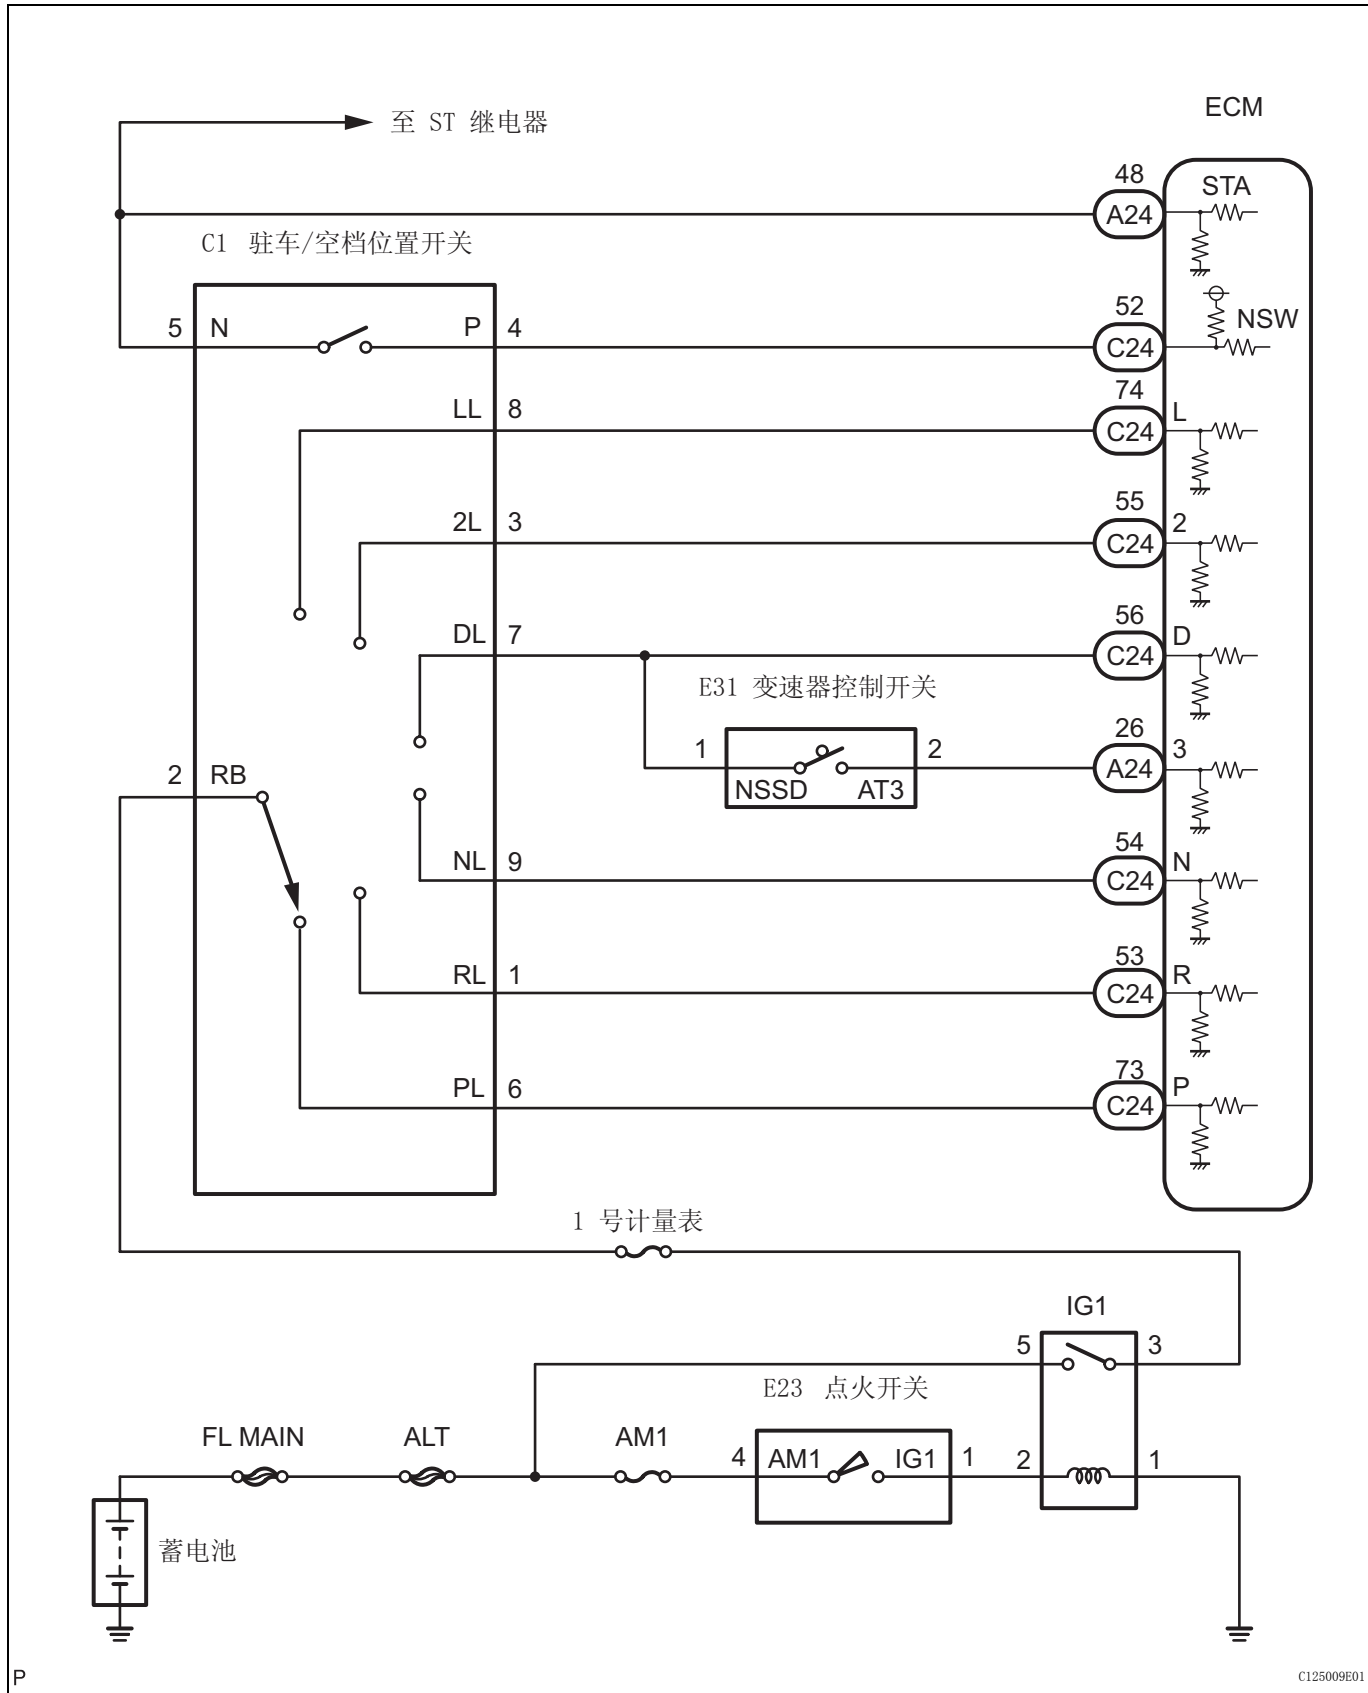 ECM
至 ST 继电器
48
STA
A24
C1 驻车/空档位置开关
52
NSW
5 N P 4
C24
74
LL 8
C24 L
55
2L 3
C24 2
56
DL 7
C24 D
E31 变速器控制开关
26
1 2
A24 3
NSSD AT3
2 RB
54
NL 9
C24 N
53
RL 1
C24 R
73
PL 6
C24 P
1 号计量表
IG1
5 3
E23 点火开关
FL MAIN ALT AM1
4 AM1 IG1 1 2 1
蓄电池
P
C125009E01